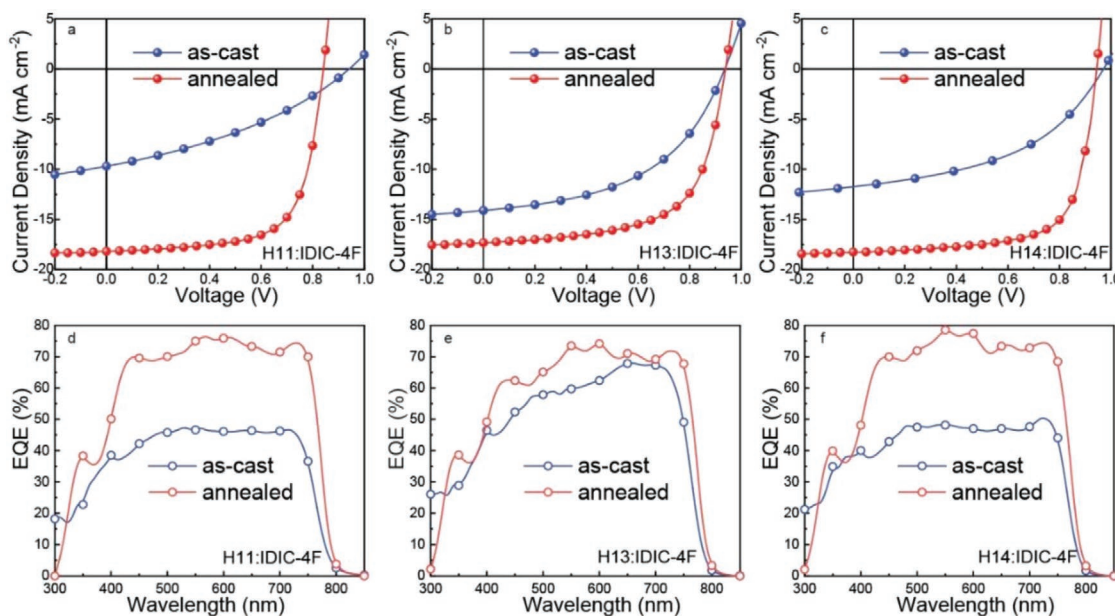 a
as-cast
annealed
H11:IDIC-4F
Current Density (mA cm⁻²)
5
0
-5
-10
-15
-20
-0.2 0.0 0.2 0.4 0.6 0.8 1.0
Voltage (V)
b
as-cast
annealed
H13:IDIC-4F
Current Density (mA cm⁻²)
5
0
-5
-10
-15
-20
-0.2 0.0 0.2 0.4 0.6 0.8 1.0
Voltage (V)
c
as-cast
annealed
H14:IDIC-4F
Current Density (mA cm⁻²)
5
0
-5
-10
-15
-20
-0.2 0.0 0.2 0.4 0.6 0.8 1.0
Voltage (V)
d
as-cast
annealed
H11:IDIC-4F
EQE (%)
80
70
60
50
40
30
20
10
0
300 400 500 600 700 800
Wavelength (nm)
e
as-cast
annealed
H13:IDIC-4F
EQE (%)
80
70
60
50
40
30
20
10
0
300 400 500 600 700 800
Wavelength (nm)
f
as-cast
annealed
H14:IDIC-4F
EQE (%)
80
70
60
50
40
30
20
10
0
300 400 500 600 700 800
Wavelength (nm)